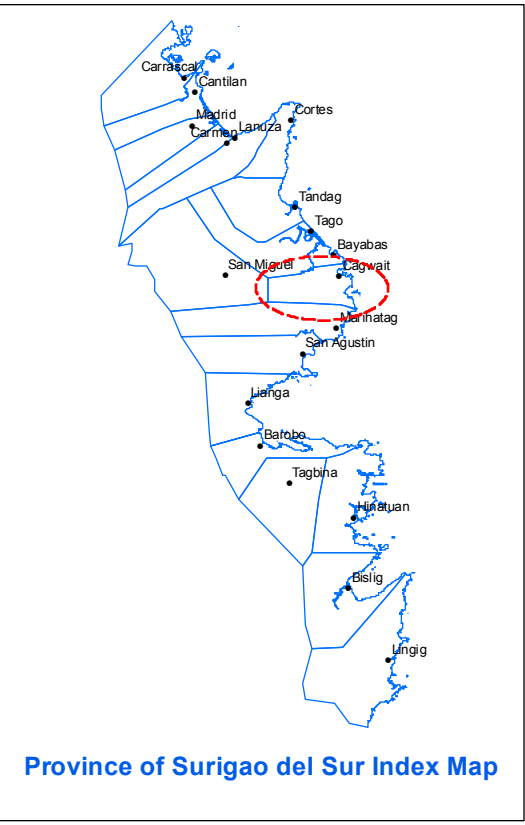 Carrascal
Cantilan
Madrid
Cortes
Carmen
Lanuza
Tandag
Tago
Bayabas
San Miguel
Cagwait
Marihatag
San Agustin
Lianga
Barobo
Tagbina
Hinatuan
Bislig
Lingig
Province of Surigao del Sur Index Map